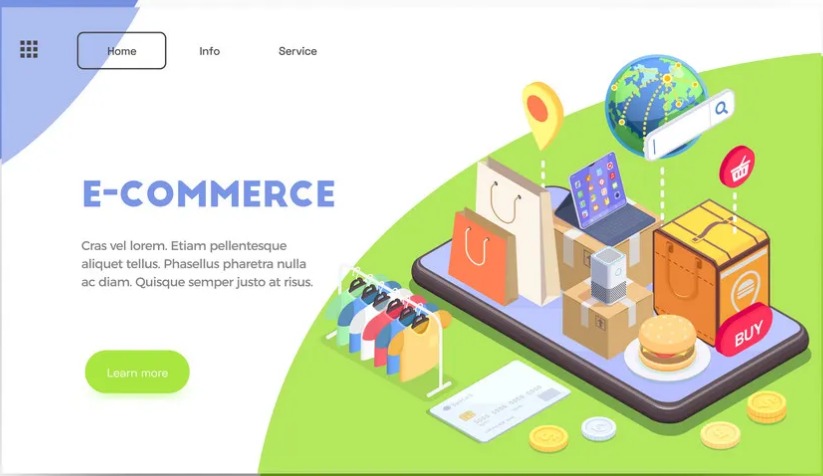 Home
Info
Service
E-COMMERCE
Cras vel lorem. Etiam pellentesque
aliquet tellus. Phasellus pharetra nulla
ac diam. Quisque semper justo at risus.
Learn more
BUY